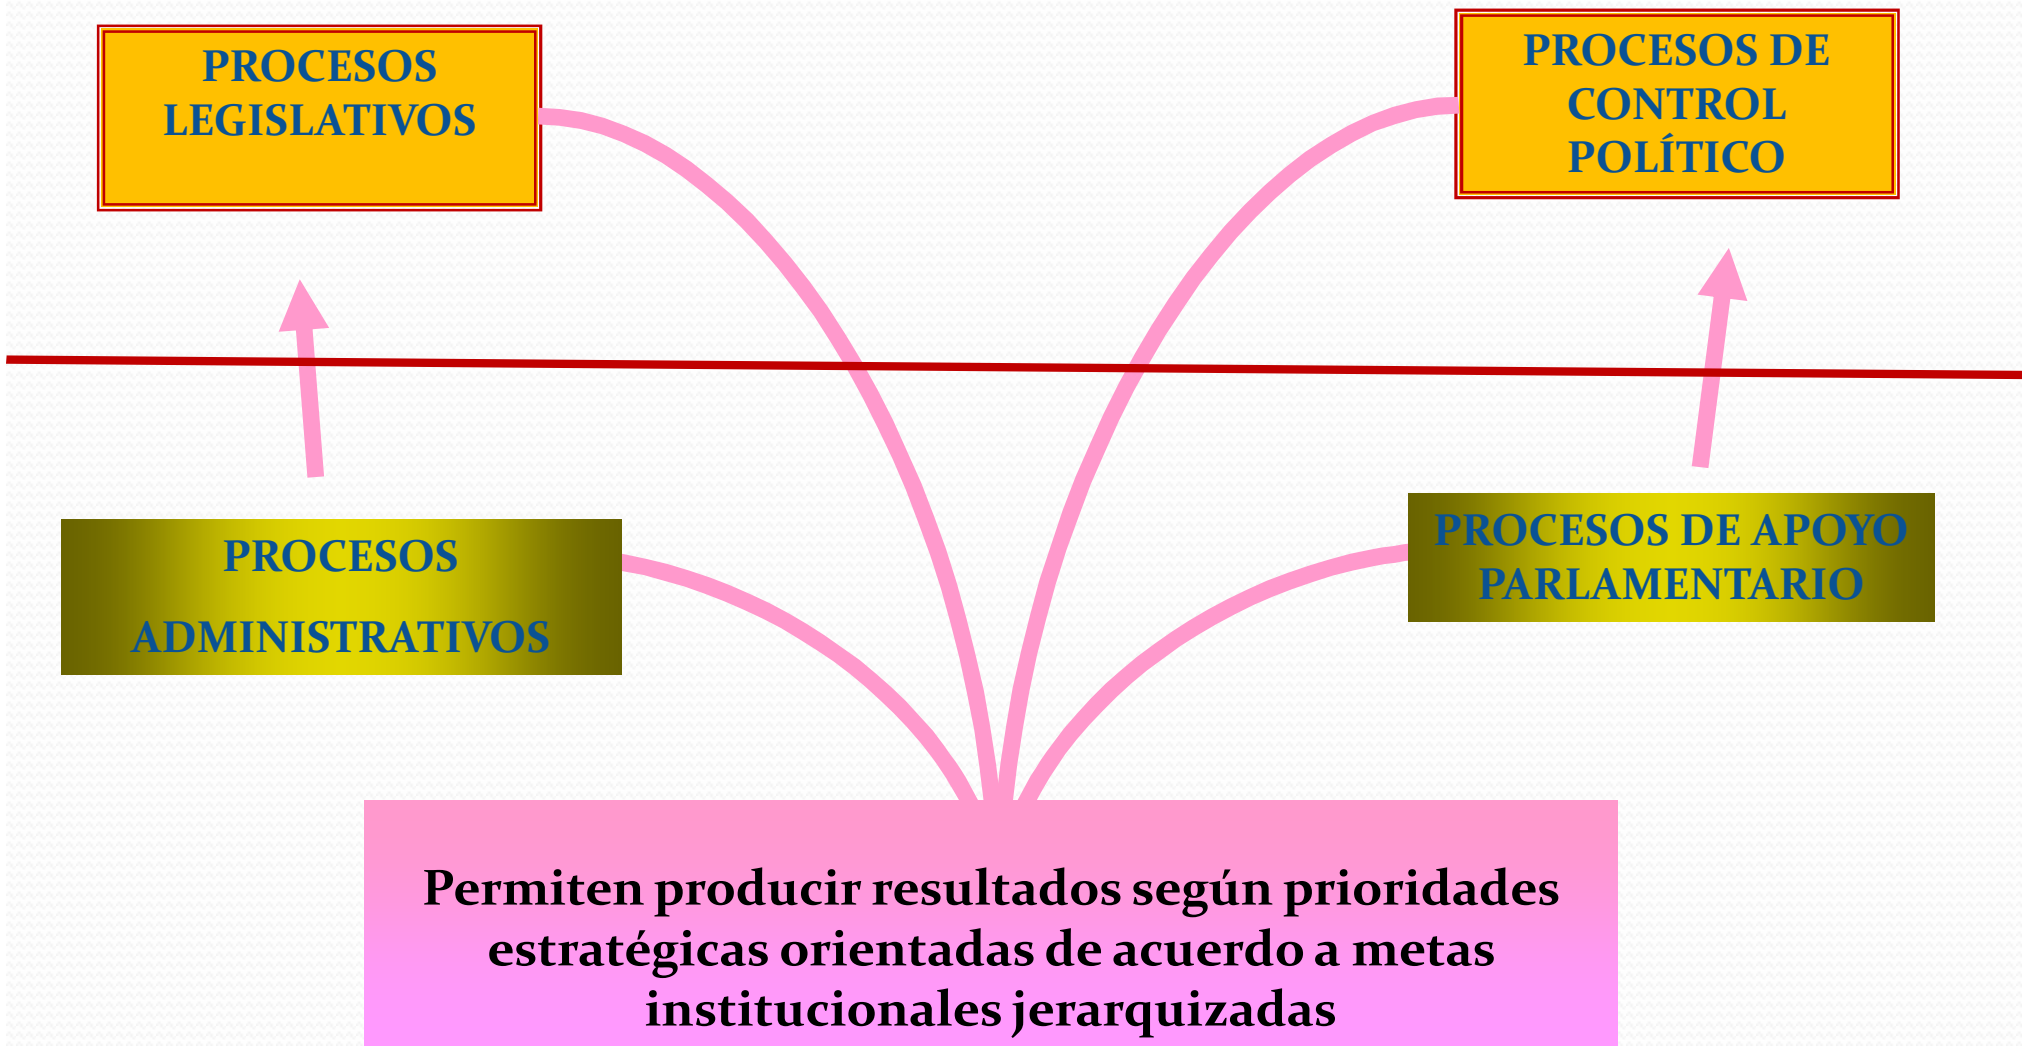 PROCESOS
LEGISLATIVOS
PROCESOS DE
CONTROL
POLÍTICO
PROCESOS
ADMINISTRATIVOS
PROCESOS DE APOYO
PARLAMENTARIO
Permiten producir resultados según prioridades
estratégicas orientadas de acuerdo a metas
institucionales jerarquizadas